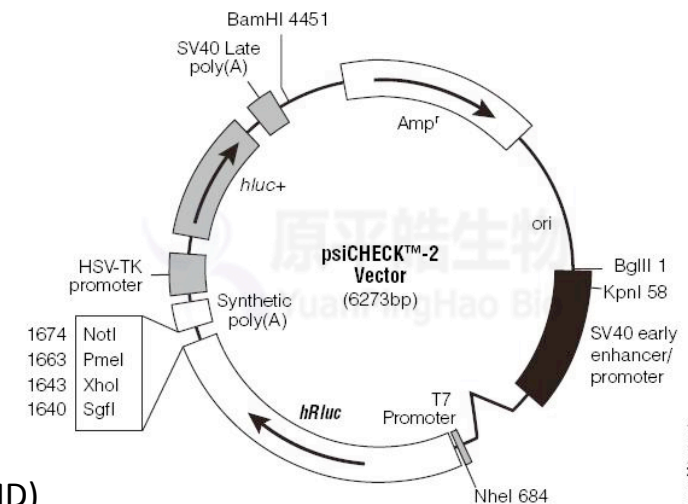 BamHI 4451
SV40 Late
poly(A)
Ampʳ
hluc+
ori
原平皓生物
YuanPingHao Bio
psiCHECK™-2
Vector
(6273bp)
BglII 1
KpnI 58
HSV-TK
promoter
Synthetic
poly(A)
SV40 early
enhancer/
promoter
1674 NotI
1663 PmeI
1643 XhoI
1640 SgfI
T7
Promoter
hRluc
NheI 684
ID)